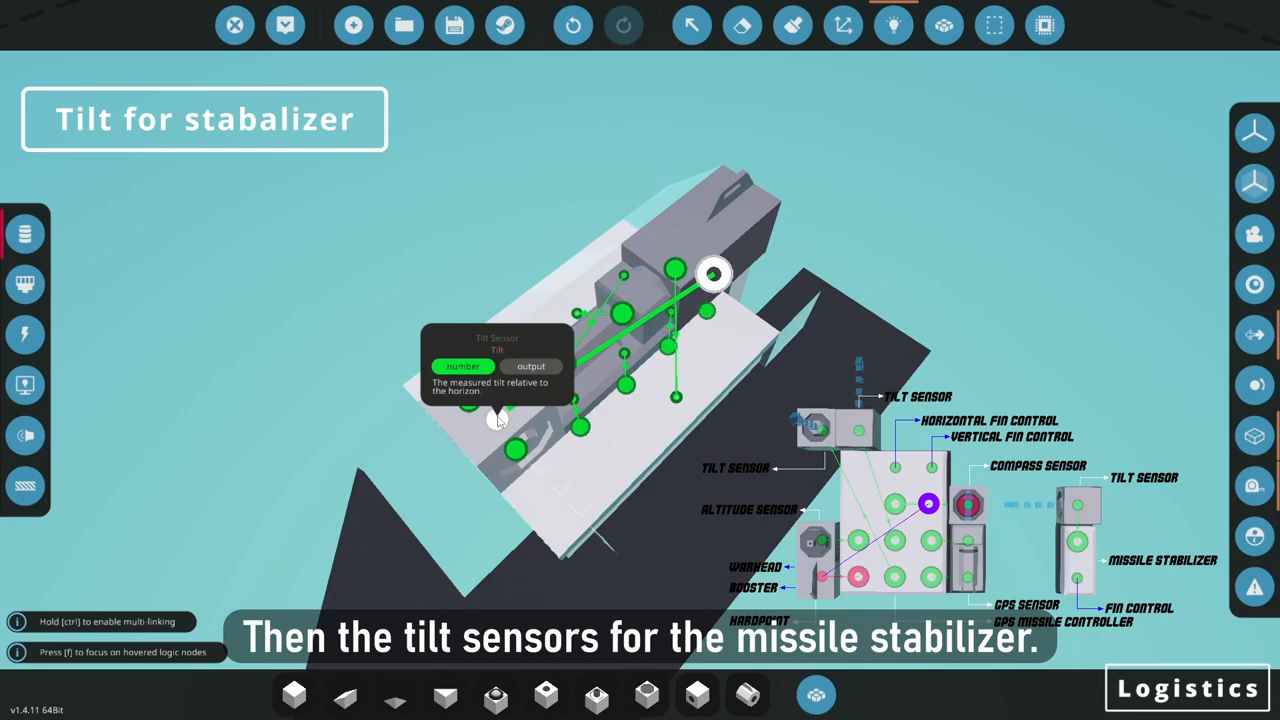 Tilt for stabalizer
Tilt Sensor
Tilt
number
output
The measured tilt relative to
the horizon.
TILT SENSOR
HORIZONTAL FIN CONTROL
VERTICAL FIN CONTROL
COMPASS SENSOR
TILT SENSOR
TILT SENSOR
ALTITUDE SENSOR
MISSILE STABILIZER
WARHEAD
BOOSTER
GPS SENSOR
FIN CONTROL
HARDPOINT
GPS MISSILE CONTROLLER
Hold [ctrl] to enable multi-linking
Press [f] to focus on hovered logic nodes
Then the tilt sensors for the missile stabilizer.
Logistics
v1.4.11 64Bit